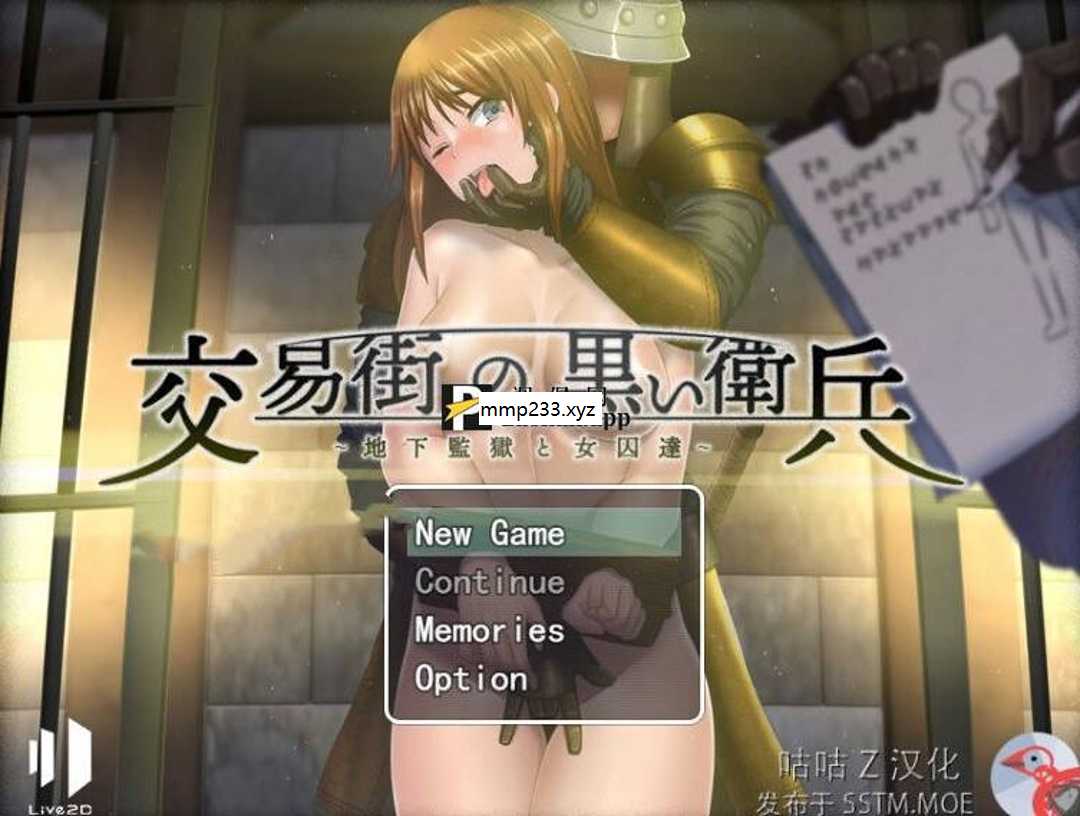 交易街の黒い衛兵
mmp233.xyz
pp
~地下監獄と女囚達~
New Game
Continue
Memories
Option
Live2D
咕咕 Z 汉化
发布于 SSTM.MOE